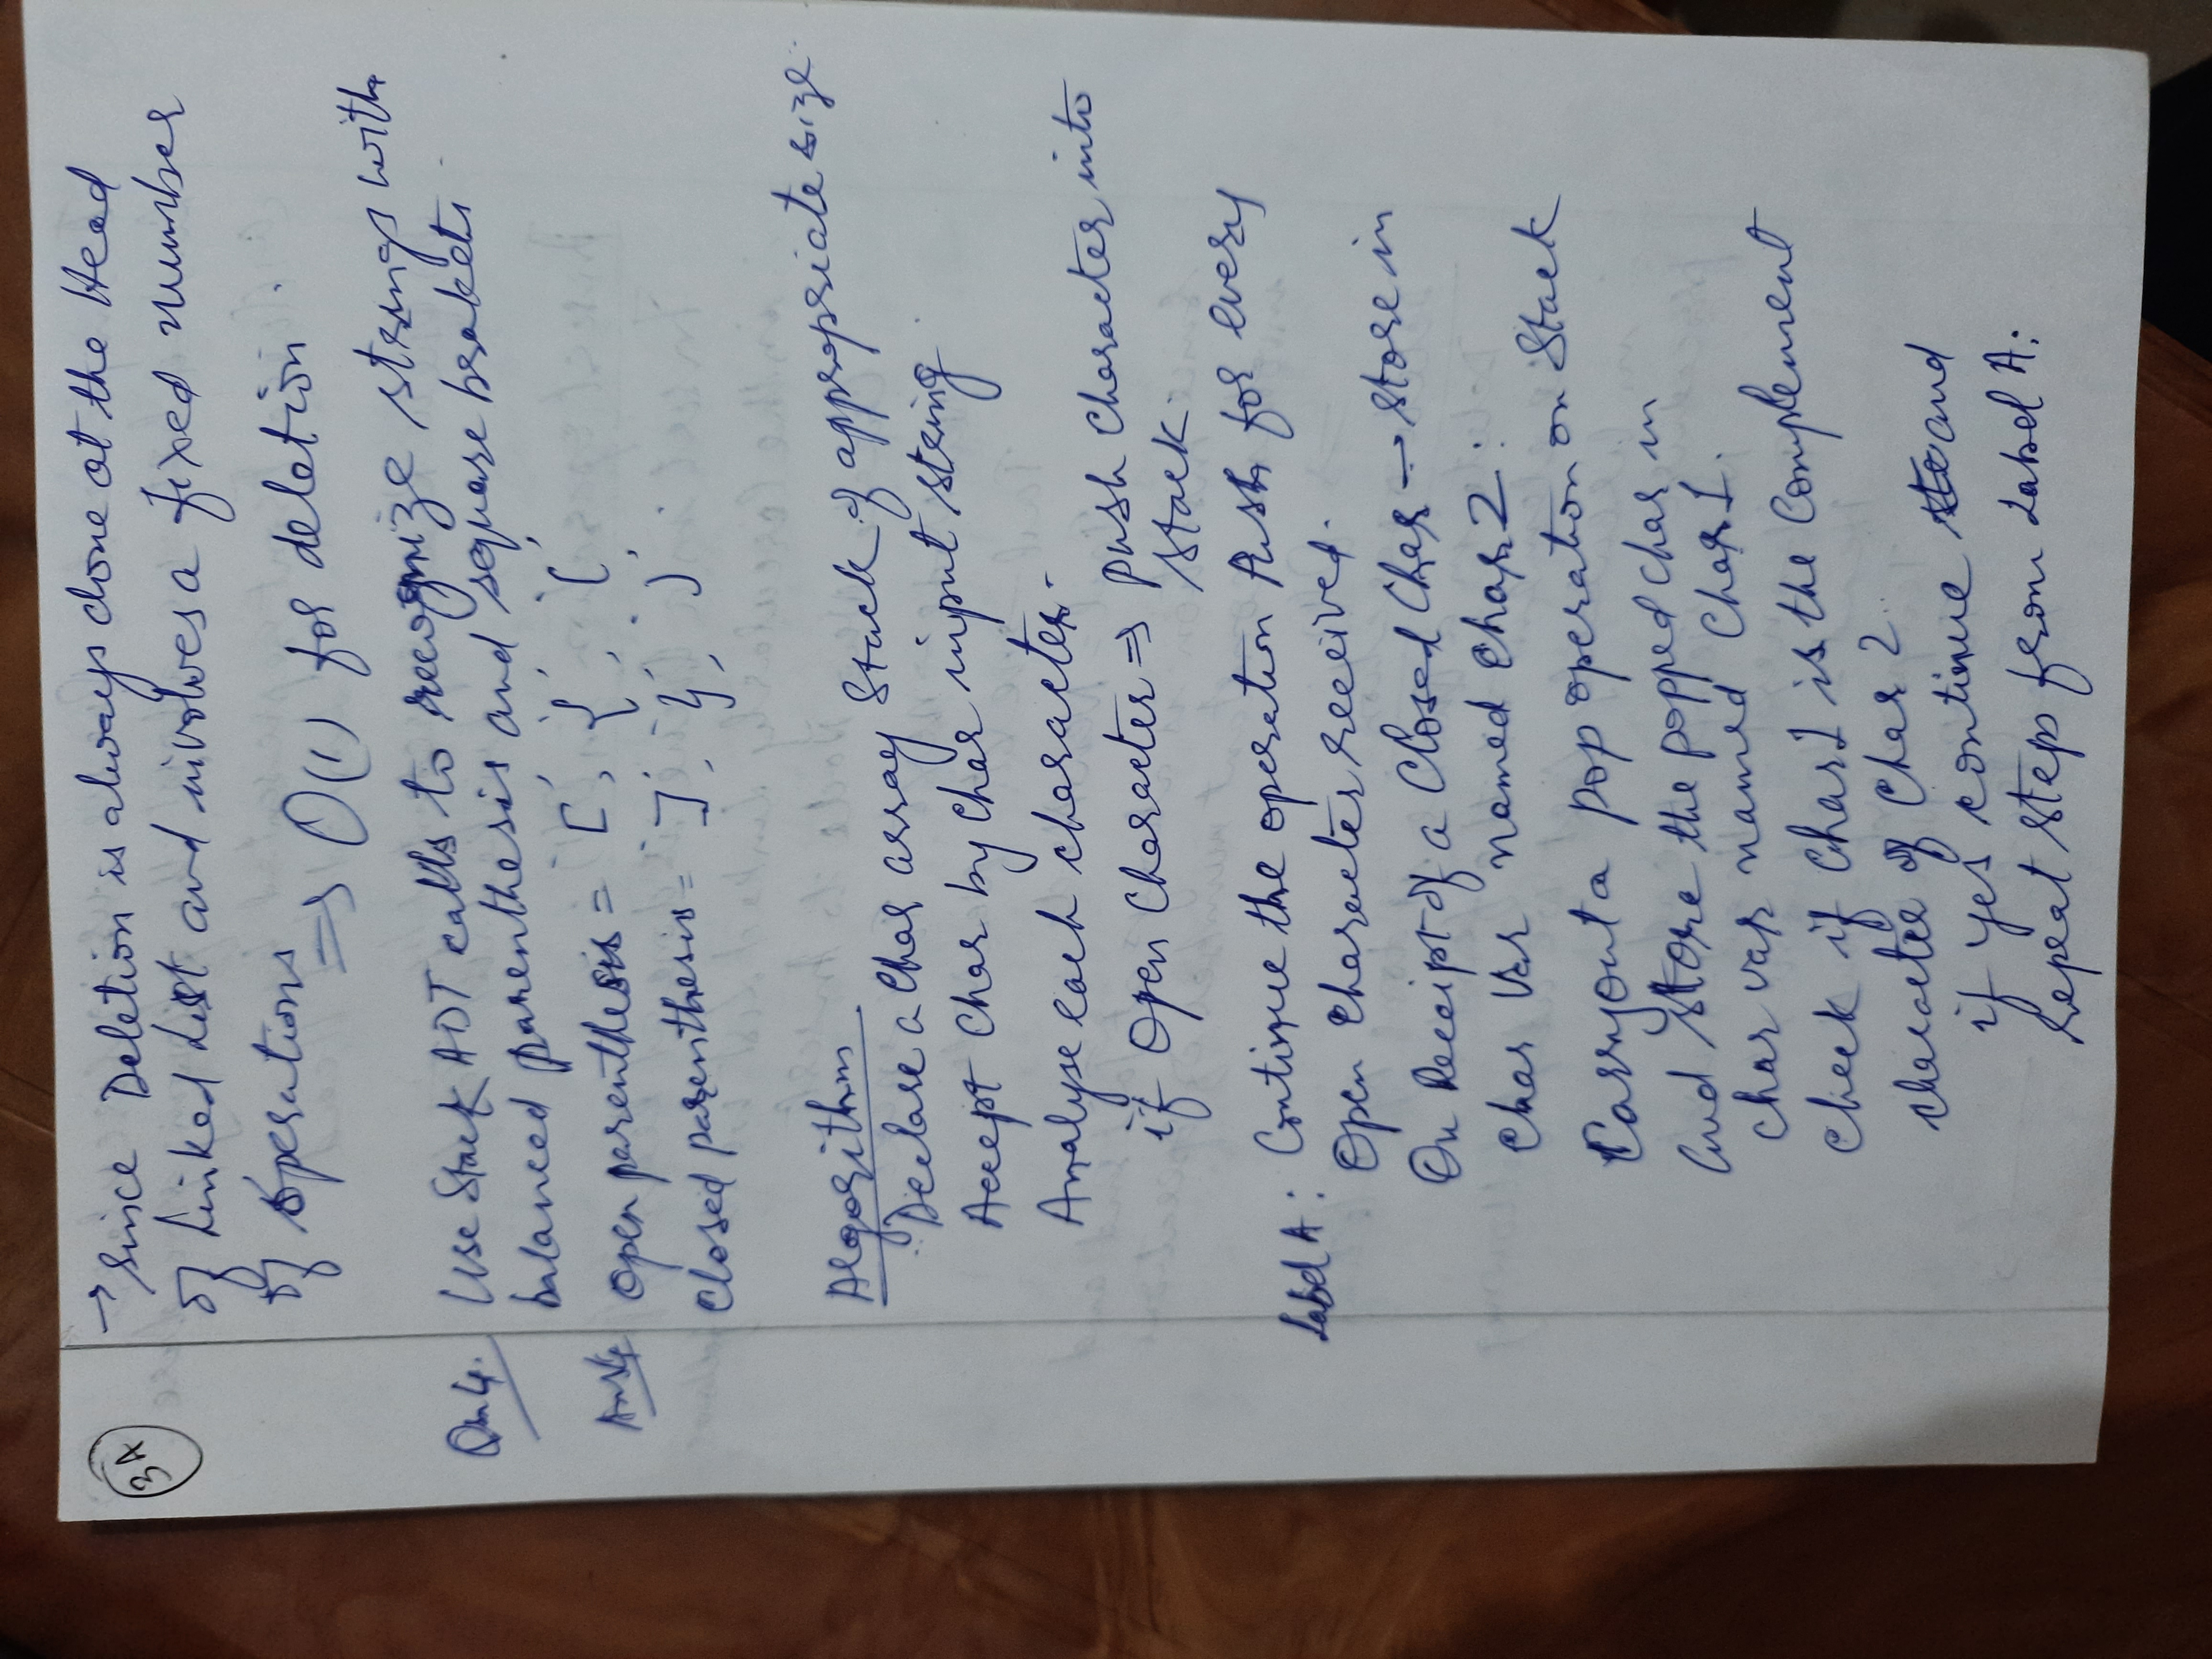 3A
→ Since Deletion is always done at the Head
of Linked List and involves a fixed number
of operations
=> O(1) for deletion.
Qn 4. Use Stack ADT calls to recognize strings with
balanced parenthesis and square brakets
Ans 4 open parenthesis = '[', '{', '('
Closed parenthesis = ']', '}', ')'
Algorithm
Declare a Char array Stack of appropriate size.
Accept Char by Char input string
Analyse each character.
if Open Character => push Character into
Stack.
Label A: Continue the operation Push for every
Open Character received.
On Receipt of a Closed Char → store in
Char Var named Char 2:
Carryout a pop operation on Stack
and store the popped char in
char var named Char 1.
Check if Char 1 is the Complement
character of Char 2.
if yes continue and
repeat steps from Label A: